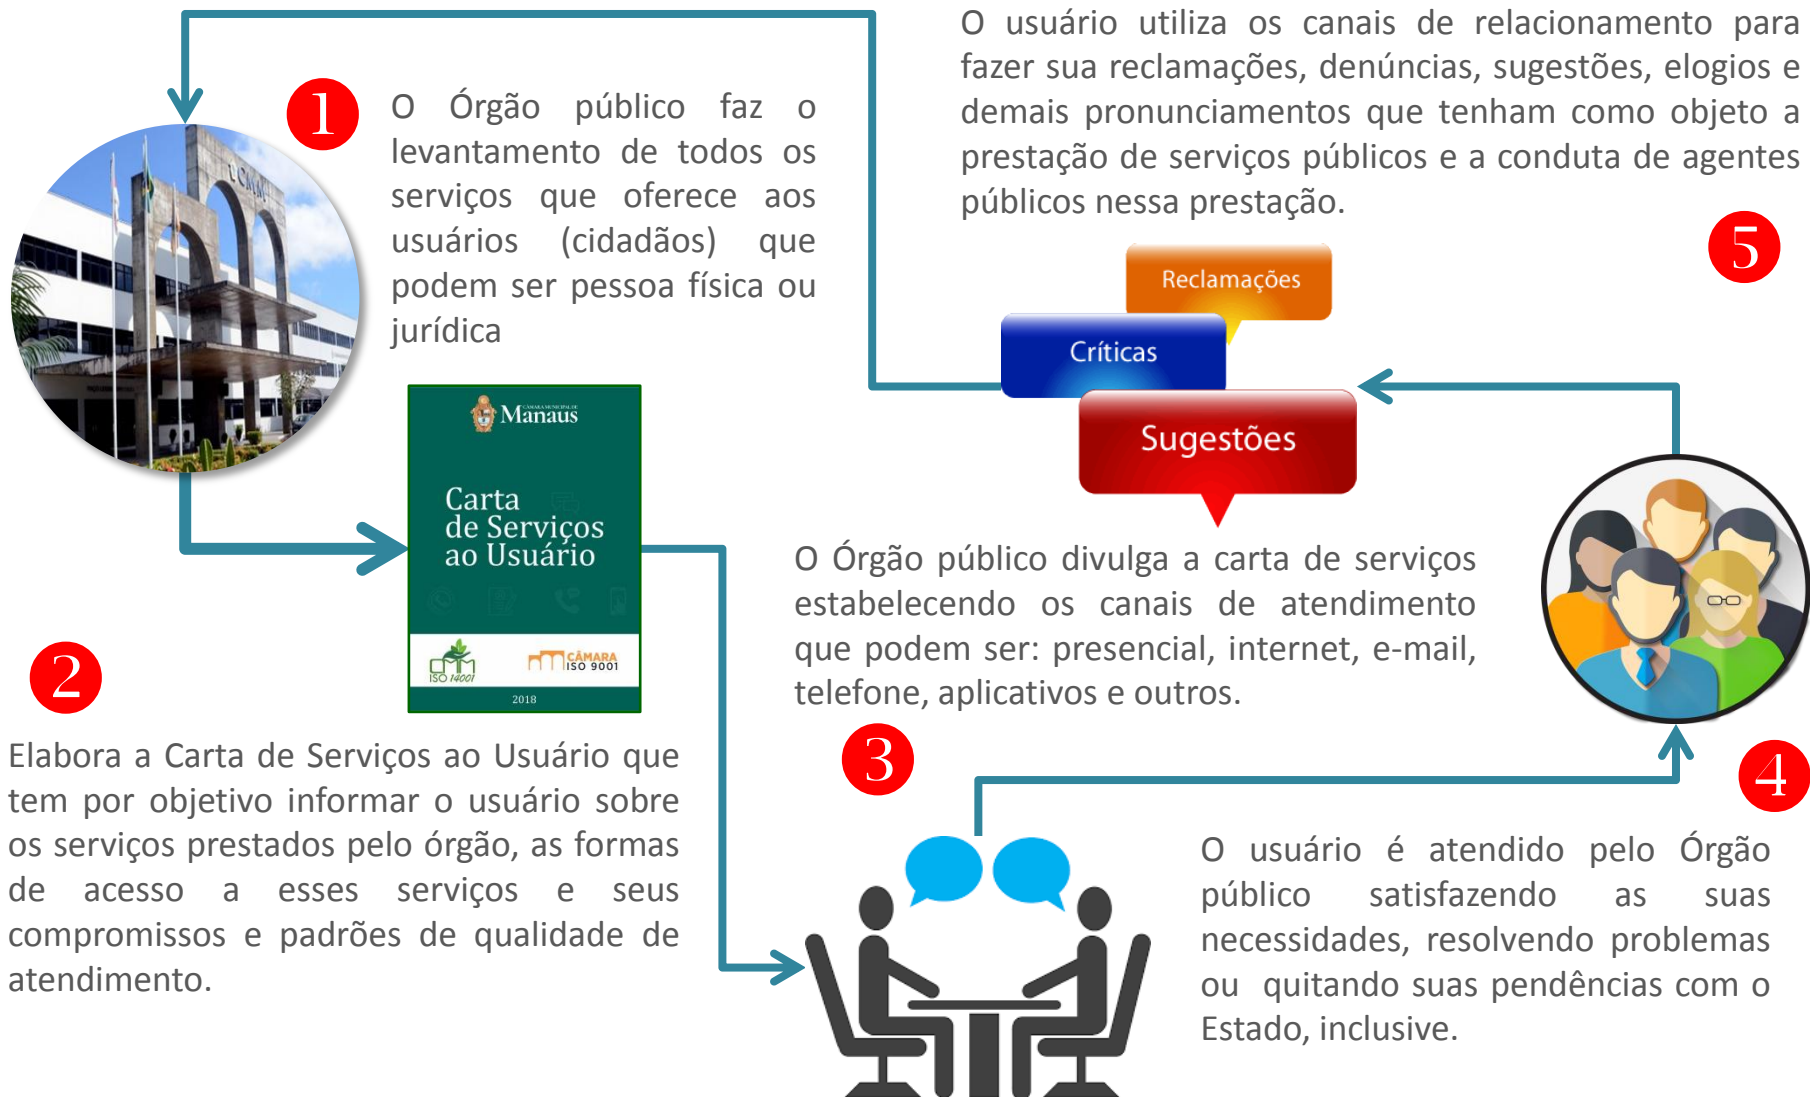 1
O Órgão público faz o
levantamento de todos os
serviços que oferece aos
usuários (cidadãos) que
podem ser pessoa física ou
jurídica
CÂMARA MUNICIPAL DE
Manaus
Carta
de Serviços
ao Usuário
CMM
ISO 14001
CÂMARA
ISO 9001
2018
2
Elabora a Carta de Serviços ao Usuário que
tem por objetivo informar o usuário sobre
os serviços prestados pelo órgão, as formas
de acesso a esses serviços e seus
compromissos e padrões de qualidade de
atendimento.
O Órgão público divulga a carta de serviços
estabelecendo os canais de atendimento
que podem ser: presencial, internet, e-mail,
telefone, aplicativos e outros.
3
4
O usuário é atendido pelo Órgão
público satisfazendo as suas
necessidades, resolvendo problemas
ou quitando suas pendências com o
Estado, inclusive.
O usuário utiliza os canais de relacionamento para
fazer sua reclamações, denúncias, sugestões, elogios e
demais pronunciamentos que tenham como objeto a
prestação de serviços públicos e a conduta de agentes
públicos nessa prestação.
5
Reclamações
Críticas
Sugestões